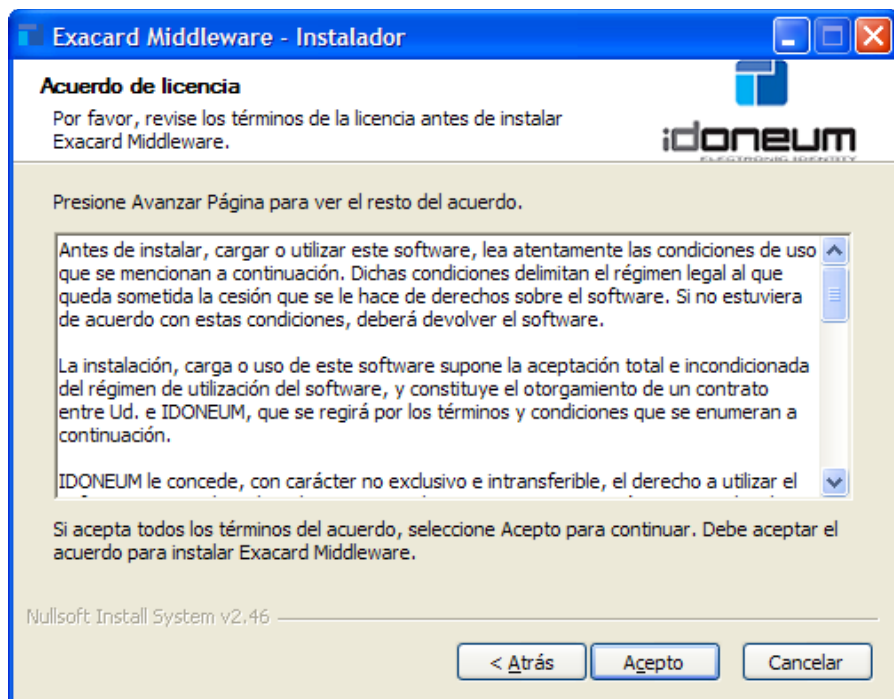 Exacard Middleware - Instalador
Acuerdo de licencia
Por favor, revise los términos de la licencia antes de instalar
Exacard Middleware.
idoneum
ELECTRONIC IDENTITY
Presione Avanzar Página para ver el resto del acuerdo.
Antes de instalar, cargar o utilizar este software, lea atentamente las condiciones de uso
que se mencionan a continuación. Dichas condiciones delimitan el régimen legal al que
queda sometida la cesión que se le hace de derechos sobre el software. Si no estuviera
de acuerdo con estas condiciones, deberá devolver el software.
La instalación, carga o uso de este software supone la aceptación total e incondicionada
del régimen de utilización del software, y constituye el otorgamiento de un contrato
entre Ud. e IDONEUM, que se regirá por los términos y condiciones que se enumeran a
continuación.
IDONEUM le concede, con carácter no exclusivo e intransferible, el derecho a utilizar el
Si acepta todos los términos del acuerdo, seleccione Acepto para continuar. Debe aceptar el
acuerdo para instalar Exacard Middleware.
Nullsoft Install System v2.46
< Atrás
Acepto
Cancelar